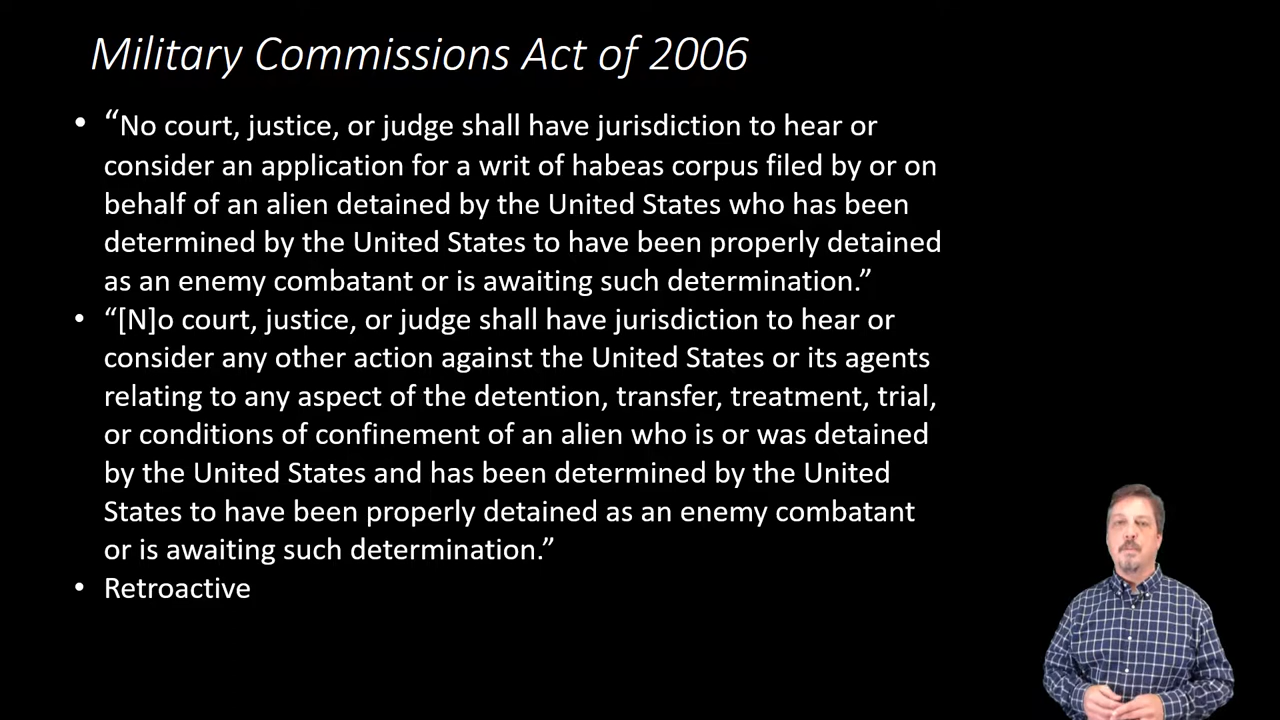 Military Commissions Act of 2006
• “No court, justice, or judge shall have jurisdiction to hear or
consider an application for a writ of habeas corpus filed by or on
behalf of an alien detained by the United States who has been
determined by the United States to have been properly detained
as an enemy combatant or is awaiting such determination.”
• “[N]o court, justice, or judge shall have jurisdiction to hear or
consider any other action against the United States or its agents
relating to any aspect of the detention, transfer, treatment, trial,
or conditions of confinement of an alien who is or was detained
by the United States and has been determined by the United
States to have been properly detained as an enemy combatant
or is awaiting such determination.”
• Retroactive